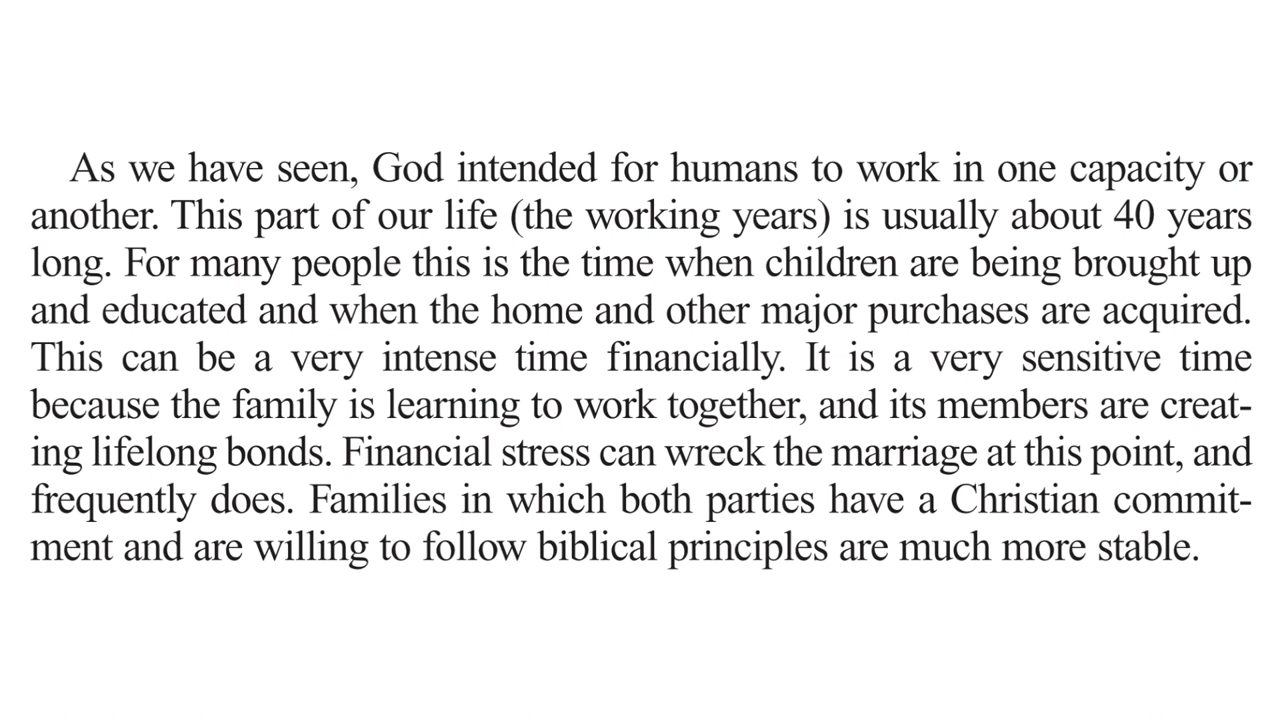 As we have seen, God intended for humans to work in one capacity or
another. This part of our life (the working years) is usually about 40 years
long. For many people this is the time when children are being brought up
and educated and when the home and other major purchases are acquired.
This can be a very intense time financially. It is a very sensitive time
because the family is learning to work together, and its members are creat-
ing lifelong bonds. Financial stress can wreck the marriage at this point, and
frequently does. Families in which both parties have a Christian commit-
ment and are willing to follow biblical principles are much more stable.